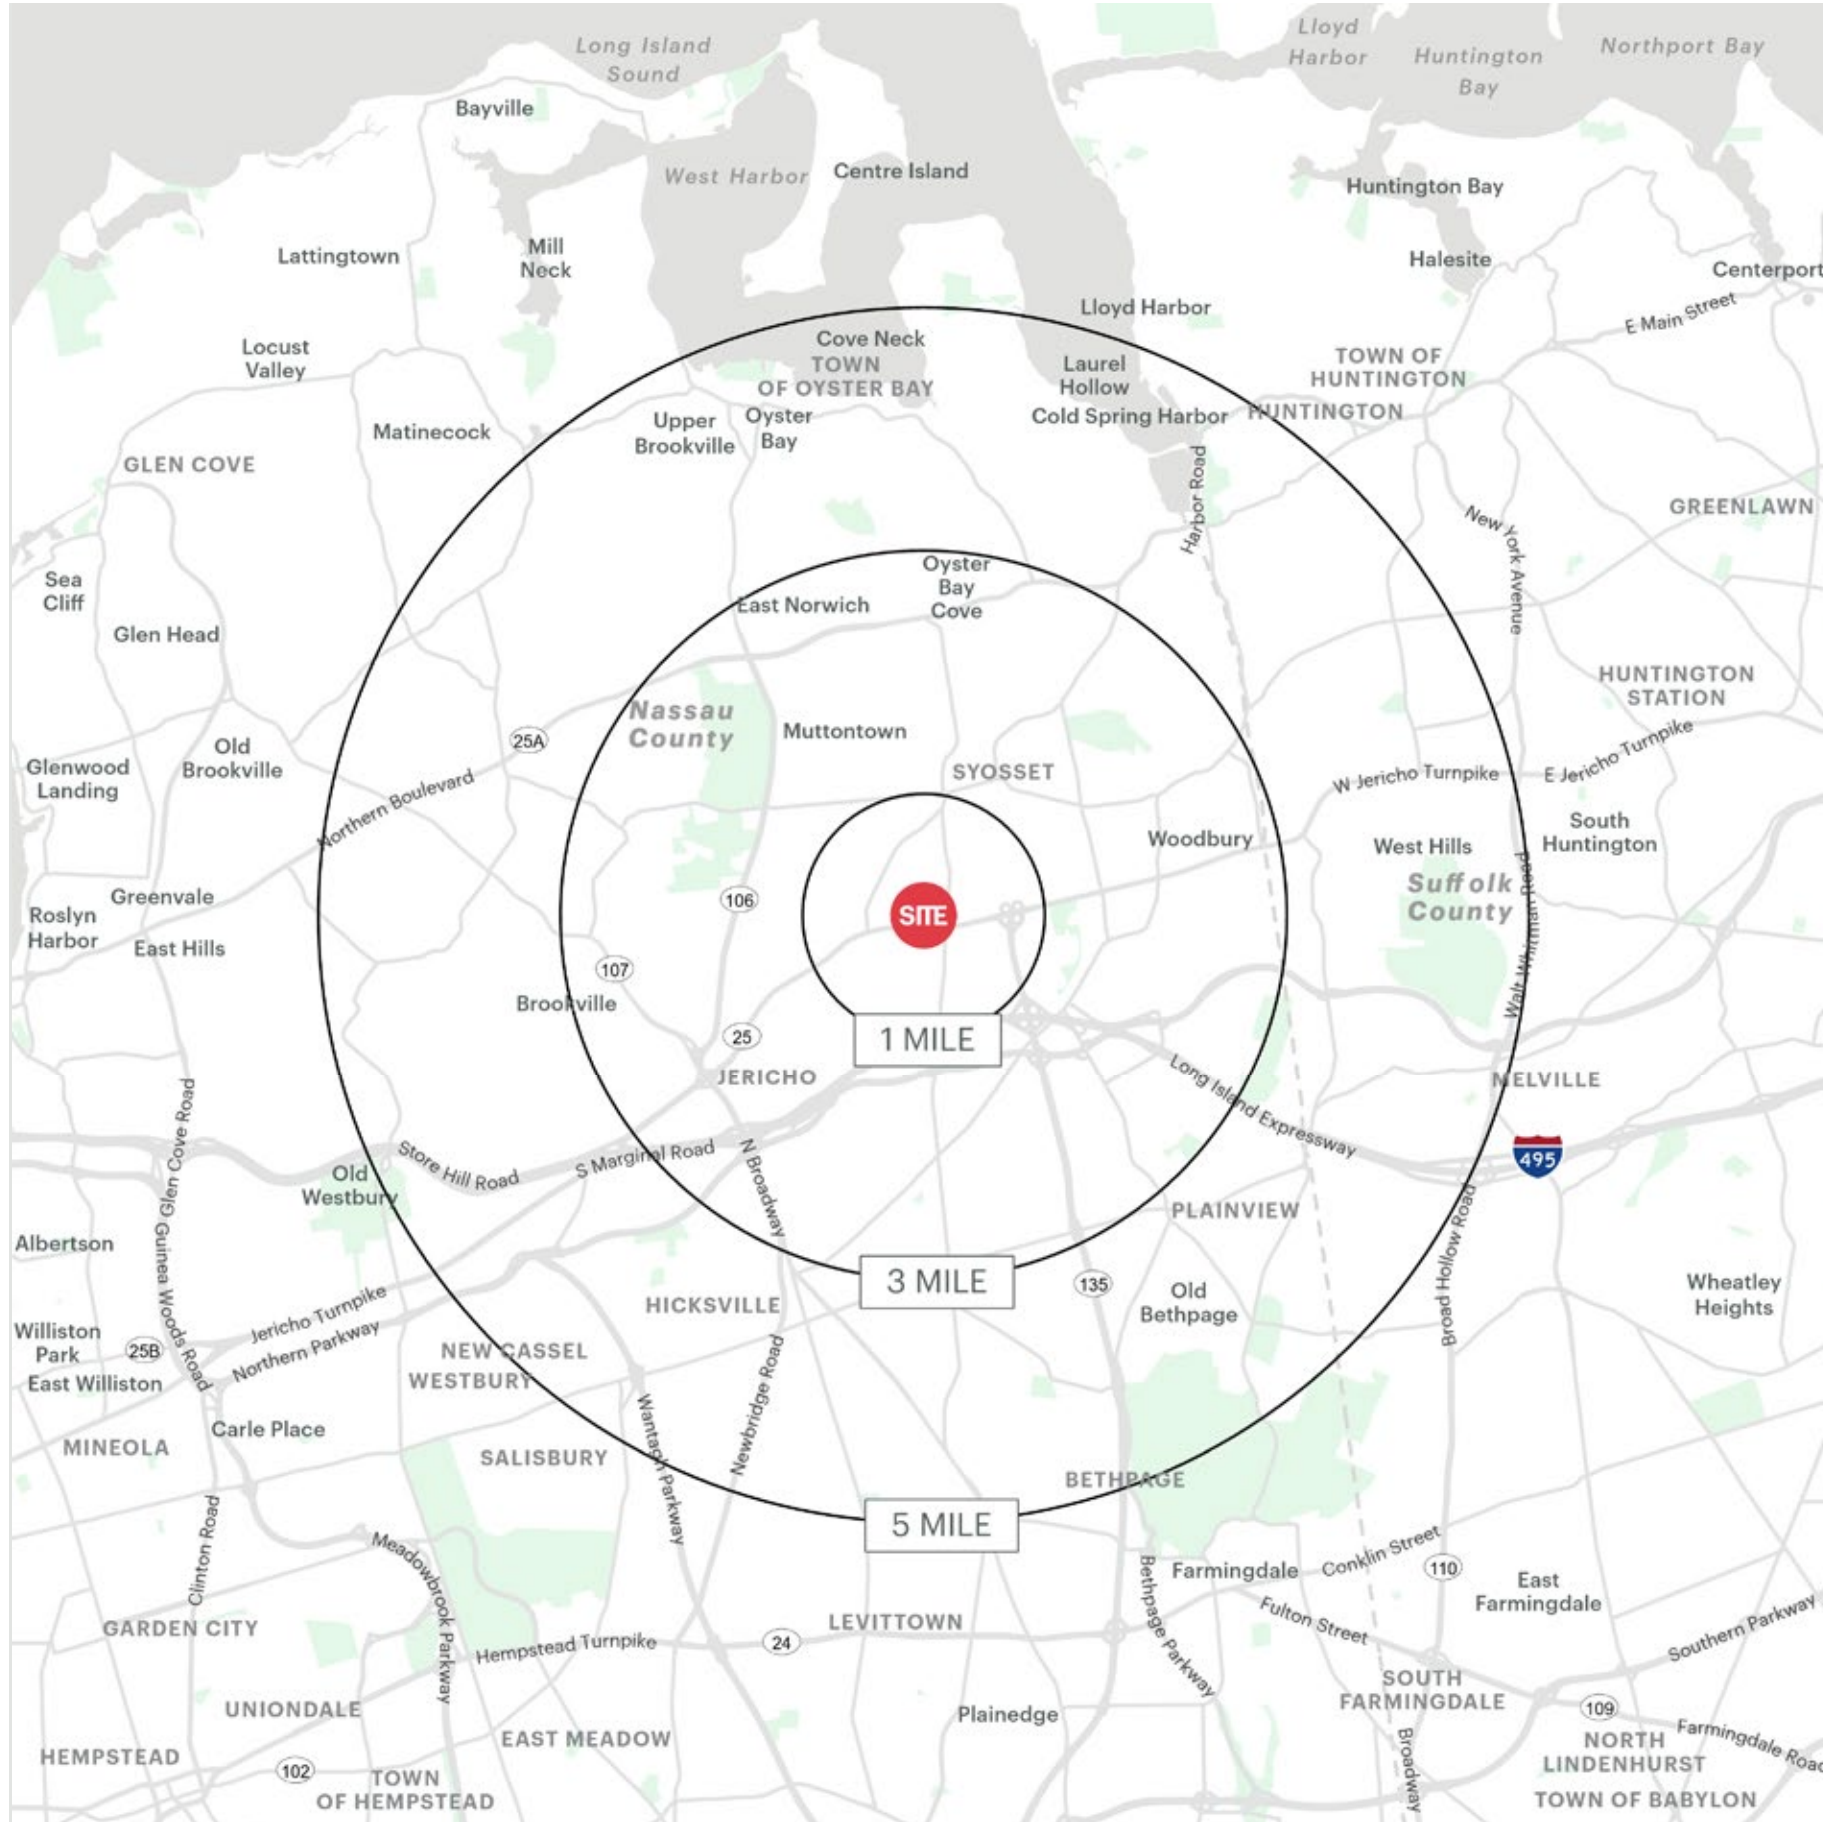 Long Island
Sound
Lloyd
Harbor
Huntington
Bay
Northport Bay
Bayville
West Harbor
Centre Island
Huntington Bay
Lattingtown
Mill
Neck
Halesite
Centerport
Lloyd Harbor
E Main Street
Locust
Valley
Cove Neck
TOWN
OF OYSTER BAY
Laurel
Hollow
TOWN OF
HUNTINGTON
Matinecock
Upper
Brookville
Oyster
Bay
Cold Spring Harbor
HUNTINGTON
GLEN COVE
Harbor Road
New York Avenue
GREENLAWN
Sea
Cliff
Glen Head
East Norwich
Oyster
Bay
Cove
HUNTINGTON
STATION
Nassau
County
Muttontown
25A
Old
Brookville
Glenwood
Landing
SYOSSET
Northern Boulevard
W Jericho Turnpike
E Jericho Turnpike
Woodbury
West Hills
South
Huntington
Suffolk
County
Walt Whitman Road
Greenvale
Roslyn
Harbor
East Hills
106
SITE
107
Brookville
25
1 MILE
JERICHO
Long Island Expressway
MELVILLE
495
Glen Cove Road
Store Hill Road
S Marginal Road
N Broadway
Old
Westbury
PLAINVIEW
Albertson
Guinea Woods Road
3 MILE
135
Old
Bethpage
Broad Hollow Road
Wheatley
Heights
HICKSVILLE
Jericho Turnpike
Northern Parkway
Williston
Park
25B
East Williston
NEW CASSEL
WESTBURY
Newbridge Road
Wantagh Parkway
Carle Place
MINEOLA
SALISBURY
BETHPAGE
5 MILE
Clinton Road
Meadowbrook Parkway
Bethpage Parkway
Farmingdale
Conklin Street
110
East
Farmingdale
Fulton Street
Southern Parkway
GARDEN CITY
Hempstead Turnpike
24
LEVITTOWN
SOUTH
FARMINGDALE
109
UNIONDALE
EAST MEADOW
Plainedge
Broadway
NORTH
LINDENHURST
Farmingdale Road
HEMPSTEAD
102
TOWN
OF HEMPSTEAD
TOWN OF BABYLON